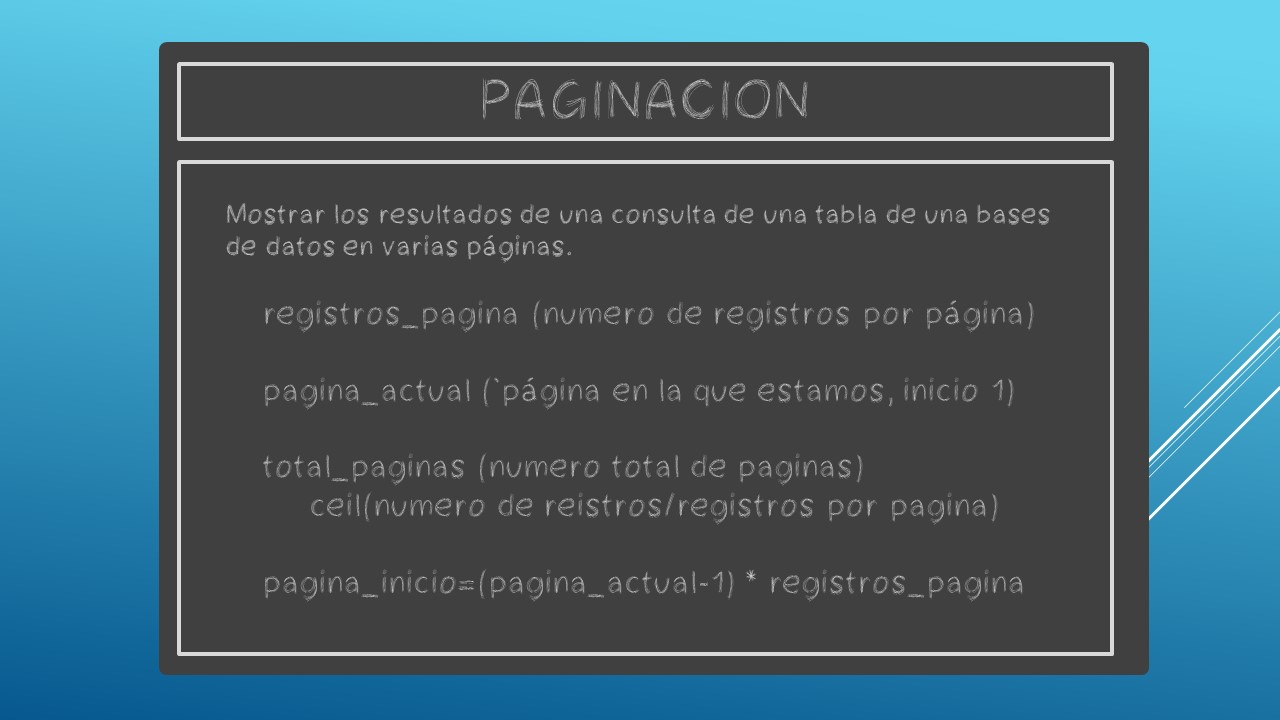 PAGINACION
Mostrar los resultados de una consulta de una tabla de una bases
de datos en varias páginas.
registros_pagina (numero de registros por página)
pagina_actual (`página en la que estamos, inicio 1)
total_paginas (numero total de paginas)
ceil(numero de reistros/registros por pagina)
pagina_inicio=(pagina_actual-1) * registros_pagina